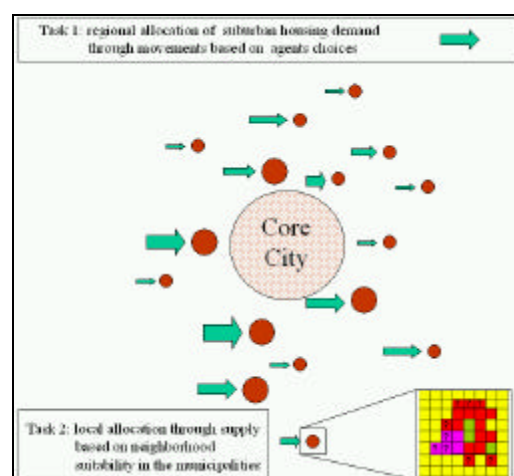 Task 1: regional allocation of suburban housing demand
through movements based on agents choices
Core
City
Task 2: local allocation through supply
based on neighborhood
suitability in the municipalities